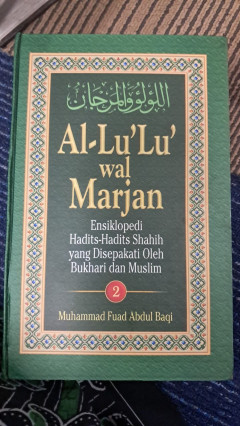 اللؤلؤ والمرجان
Al-Lu'Lu'
wal
Marjan
Ensiklopedi
Hadits-Hadits Shahih
yang Disepakati Oleh
Bukhari dan Muslim
2
Muhammad Fuad Abdul Baqi